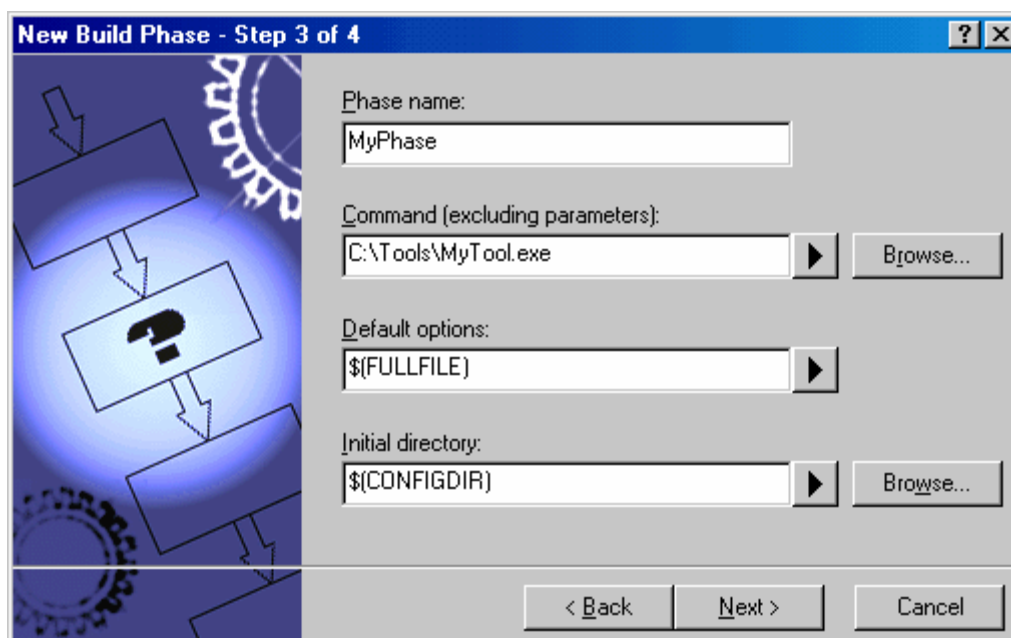 New Build Phase - Step 3 of 4
Phase name:
MyPhase
Command (excluding parameters):
C:\Tools\MyTool.exe
Browse...
Default options:
$(FULLFILE)
Initial directory:
$(CONFIGDIR)
Browse...
< Back
Next >
Cancel